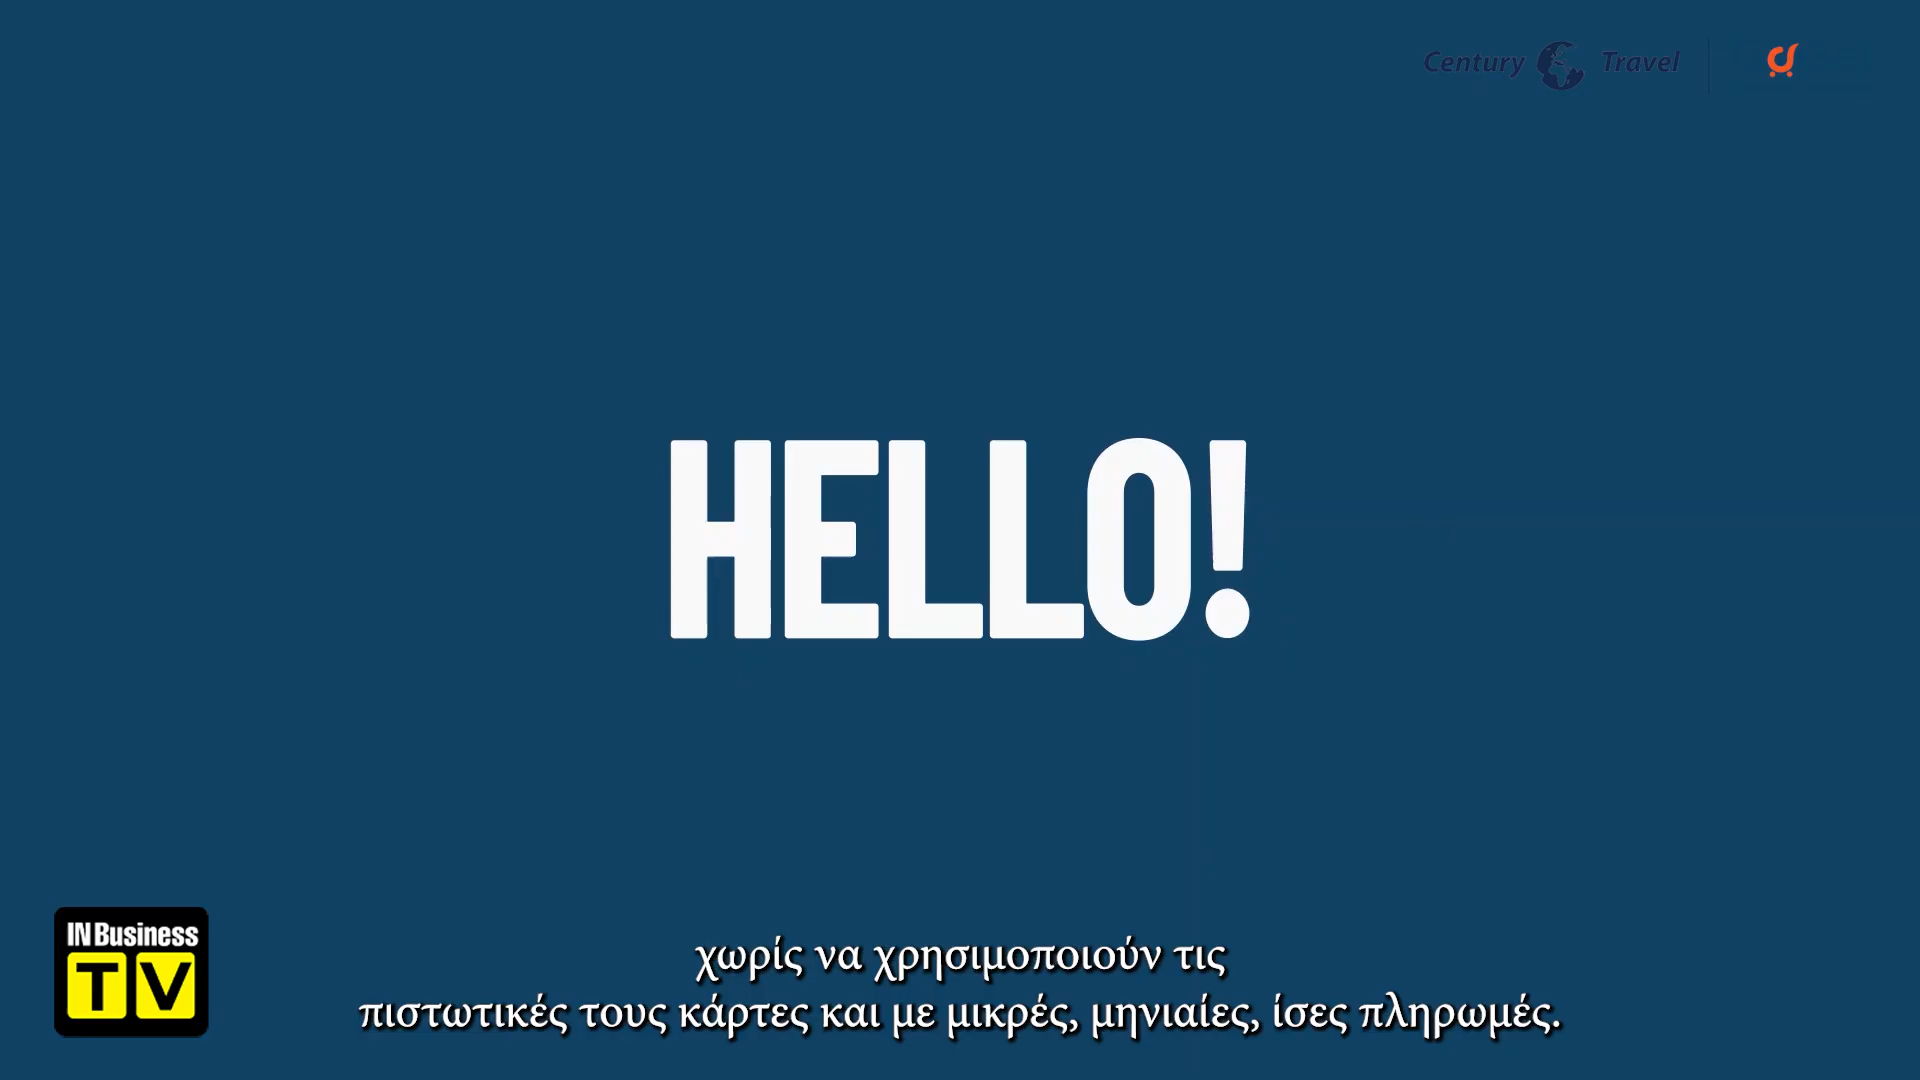 Century Travel
HELLO!
IN Business
TV
χωρίς να χρησιμοποιούν τις
πιστωτικές τους κάρτες και με μικρές, μηνιαίες, ίσες πληρωμές.